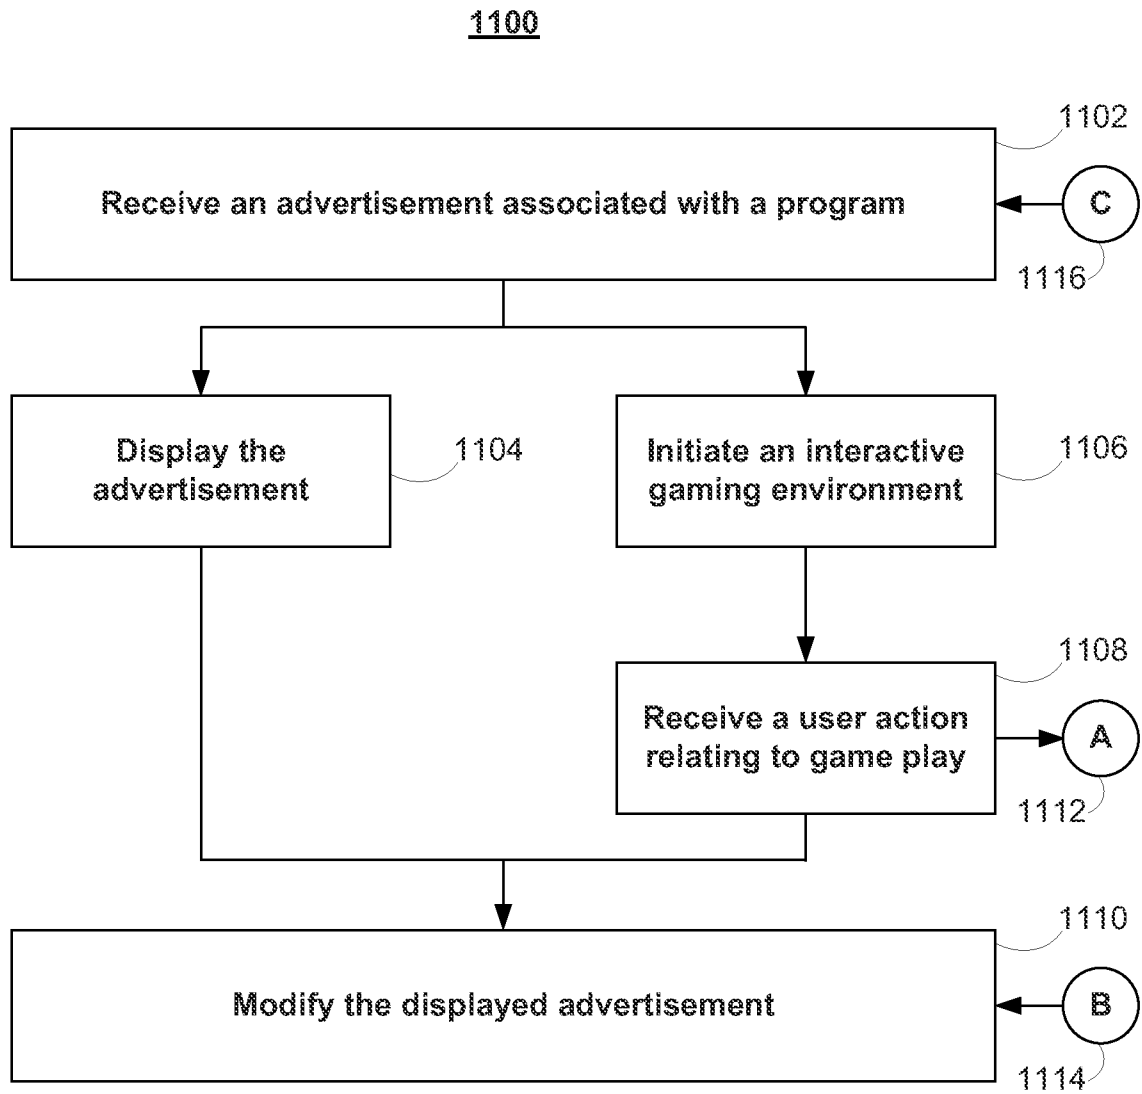 1100
1102
Receive an advertisement associated with a program
C
1116
Display the
advertisement
1104
Initiate an interactive
gaming environment
1106
1108
Receive a user action
relating to game play
A
1112
1110
Modify the displayed advertisement
B
1114